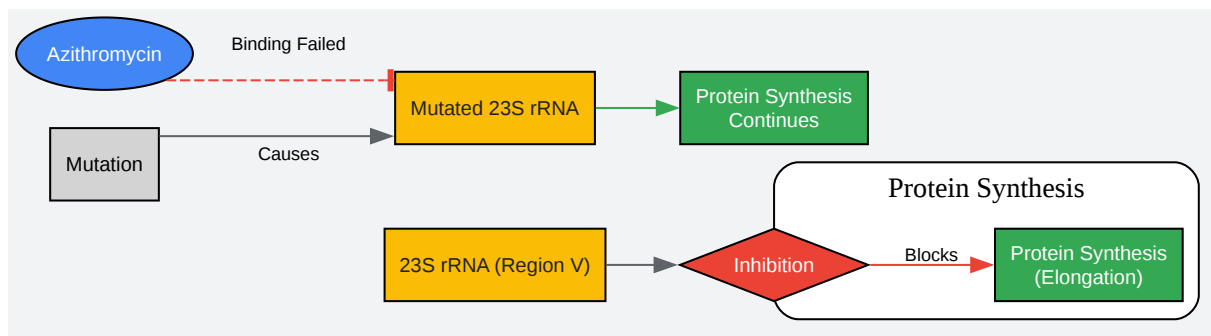 Azithromycin
Binding Failed
Mutated 23S rRNA
Protein Synthesis
Continues
Mutation
Causes
Protein Synthesis
23S rRNA (Region V)
Inhibition
Blocks
Protein Synthesis
(Elongation)